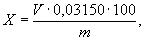 X = V · 0,03150 · 100 / m ,